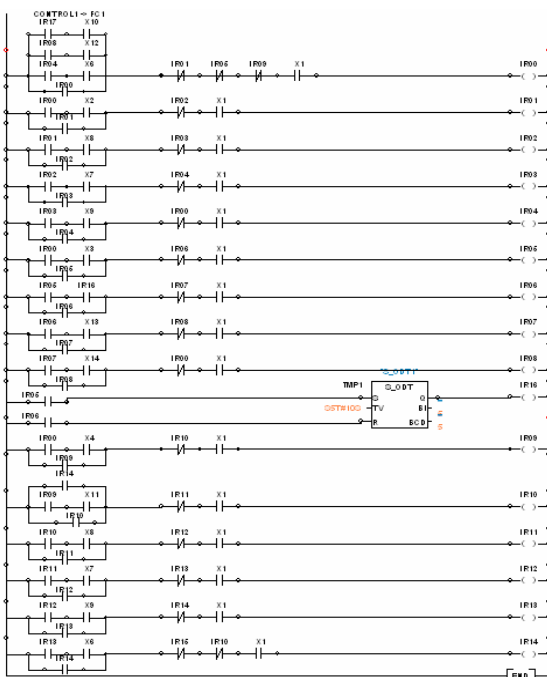 CONTROL1 -> FC1
IR17 X10
IR08 X12
IR04 X6 IR01 IR05 IR09 X1 IR00
IR00
IR00 X2 IR02 X1 IR01
IR01
IR01 X8 IR03 X1 IR02
IR02
IR02 X7 IR04 X1 IR03
IR03
IR03 X9 IR00 X1 IR04
IR04
IR00 X3 IR06 X1 IR05
IR05
IR05 IR16 IR07 X1 IR06
IR06
IR06 X13 IR08 X1 IR07
IR07
IR07 X14 IR00 X1 IR08
IR08
"S_ODT1"
TMP1 S_ODT IR16
IR05 S Q
TV BI
IR06 R BCD
IR00 X4 IR10 X1 IR09
IR09
IR14
IR09 X11 IR11 X1 IR10
IR10
IR10 X8 IR12 X1 IR11
IR11
IR11 X7 IR13 X1 IR12
IR12
IR12 X9 IR14 X1 IR13
IR13
IR13 X6 IR15 IR10 X1 IR14
IR14
END